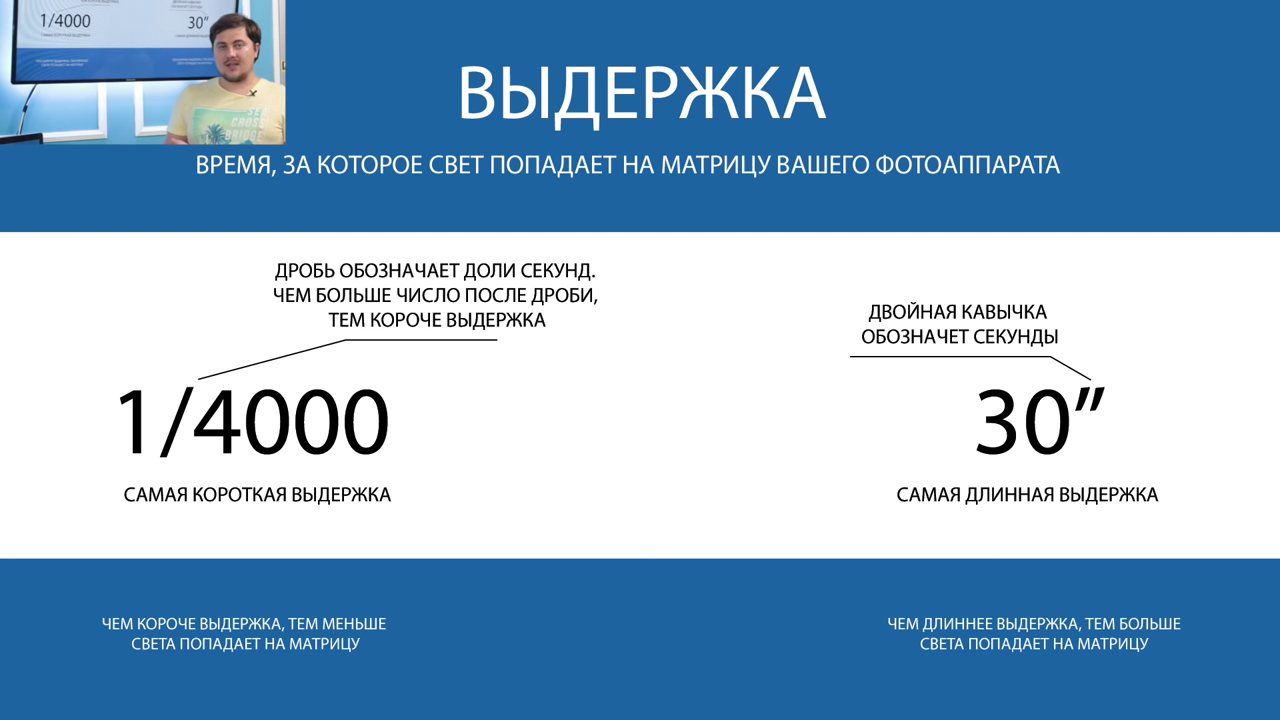 1/4000
30”
ВЫДЕРЖКА
ВРЕМЯ, ЗА КОТОРОЕ СВЕТ ПОПАДАЕТ НА МАТРИЦУ ВАШЕГО ФОТОАППАРАТА
ДРОБЬ ОБОЗНАЧАЕТ ДОЛИ СЕКУНД.
ЧЕМ БОЛЬШЕ ЧИСЛО ПОСЛЕ ДРОБИ,
ТЕМ КОРОЧЕ ВЫДЕРЖКА
ДВОЙНАЯ КАВЫЧКА
ОБОЗНАЧЕТ СЕКУНДЫ
1/4000
30”
САМАЯ КОРОТКАЯ ВЫДЕРЖКА
САМАЯ ДЛИННАЯ ВЫДЕРЖКА
ЧЕМ КОРОЧЕ ВЫДЕРЖКА, ТЕМ МЕНЬШЕ
СВЕТА ПОПАДАЕТ НА МАТРИЦУ
ЧЕМ ДЛИННЕЕ ВЫДЕРЖКА, ТЕМ БОЛЬШЕ
СВЕТА ПОПАДАЕТ НА МАТРИЦУ